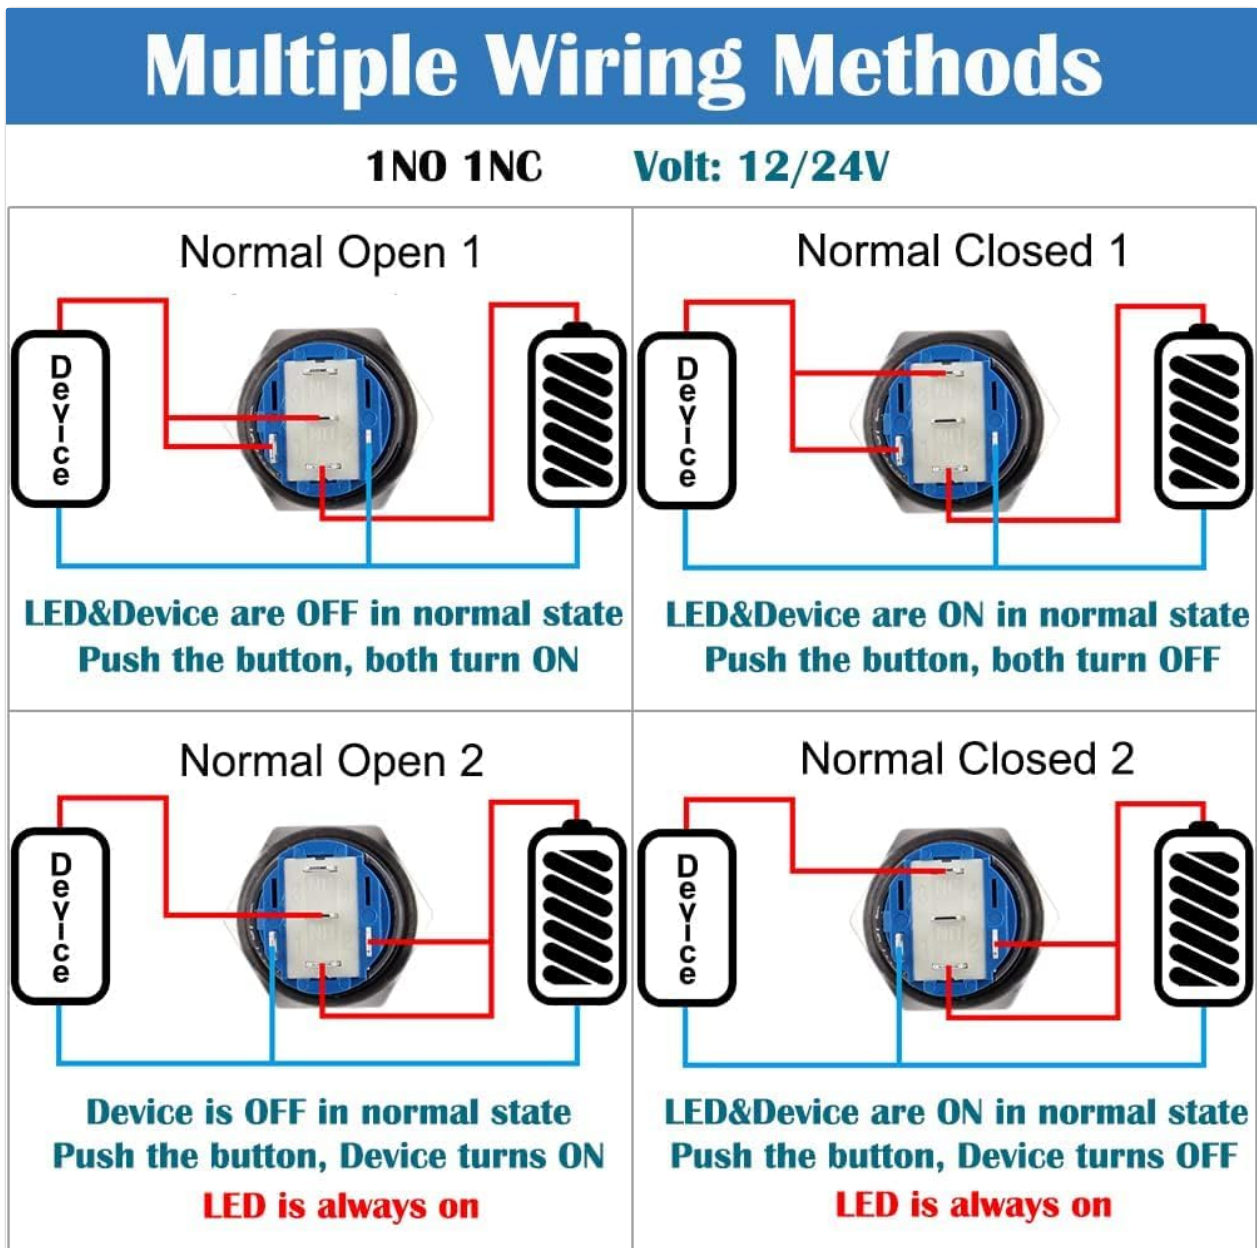 Multiple Wiring Methods
1NO 1NC Volt: 12/24V
Normal Open 1
Device
LED&Device are OFF in normal state
Push the button, both turn ON
Normal Closed 1
Device
LED&Device are ON in normal state
Push the button, both turn OFF
Normal Open 2
Device
Device is OFF in normal state
Push the button, Device turns ON
LED is always on
Normal Closed 2
Device
LED&Device are ON in normal state
Push the button, Device turns OFF
LED is always on